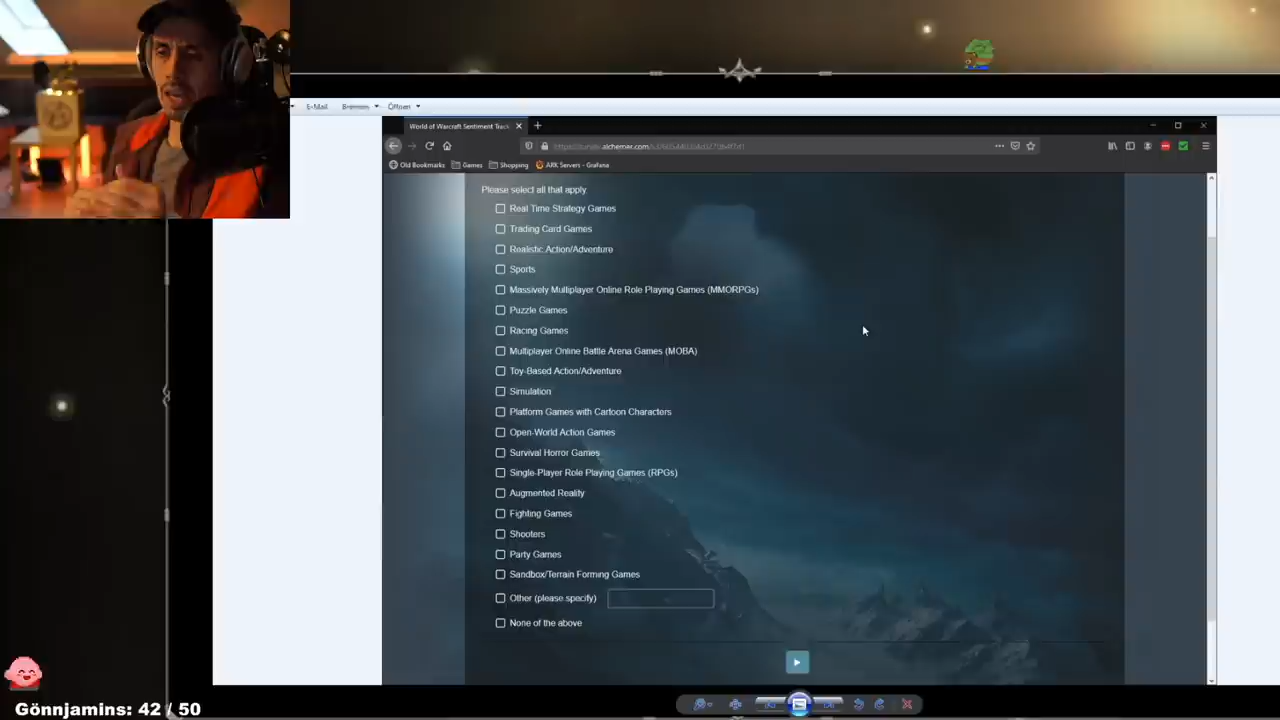 E-Mail Brennen Öffnen
World of Warcraft Sentiment Track
Old Bookmarks Games Shopping ARK Servers - Grafana
Please select all that apply
Real Time Strategy Games
Trading Card Games
Realistic Action/Adventure
Sports
Massively Multiplayer Online Role Playing Games (MMORPGs)
Puzzle Games
Racing Games
Multiplayer Online Battle Arena Games (MOBA)
Toy-Based Action/Adventure
Simulation
Platform Games with Cartoon Characters
Open-World Action Games
Survival Horror Games
Single-Player Role Playing Games (RPGs)
Augmented Reality
Fighting Games
Shooters
Party Games
Sandbox/Terrain Forming Games
Other (please specify)
None of the above
Gönnjamins: 42 / 50